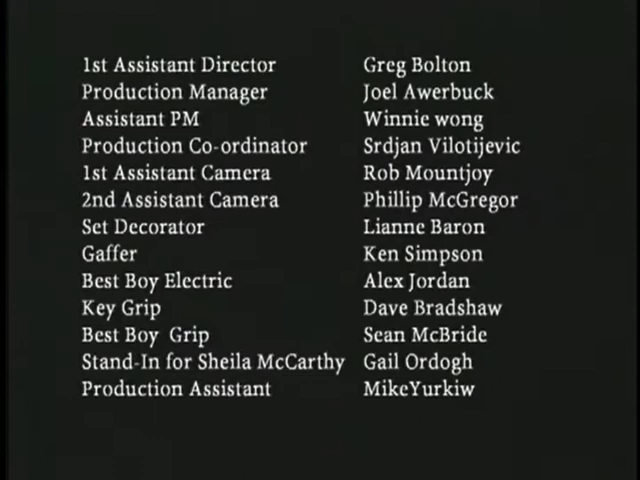 1st Assistant Director Greg Bolton
Production Manager Joel Awerbuck
Assistant PM Winnie wong
Production Co-ordinator Srdjan Vilotijevic
1st Assistant Camera Rob Mountjoy
2nd Assistant Camera Phillip McGregor
Set Decorator Lianne Baron
Gaffer Ken Simpson
Best Boy Electric Alex Jordan
Key Grip Dave Bradshaw
Best Boy  Grip Sean McBride
Stand-In for Sheila McCarthy Gail Ordogh
Production Assistant MikeYurkiw